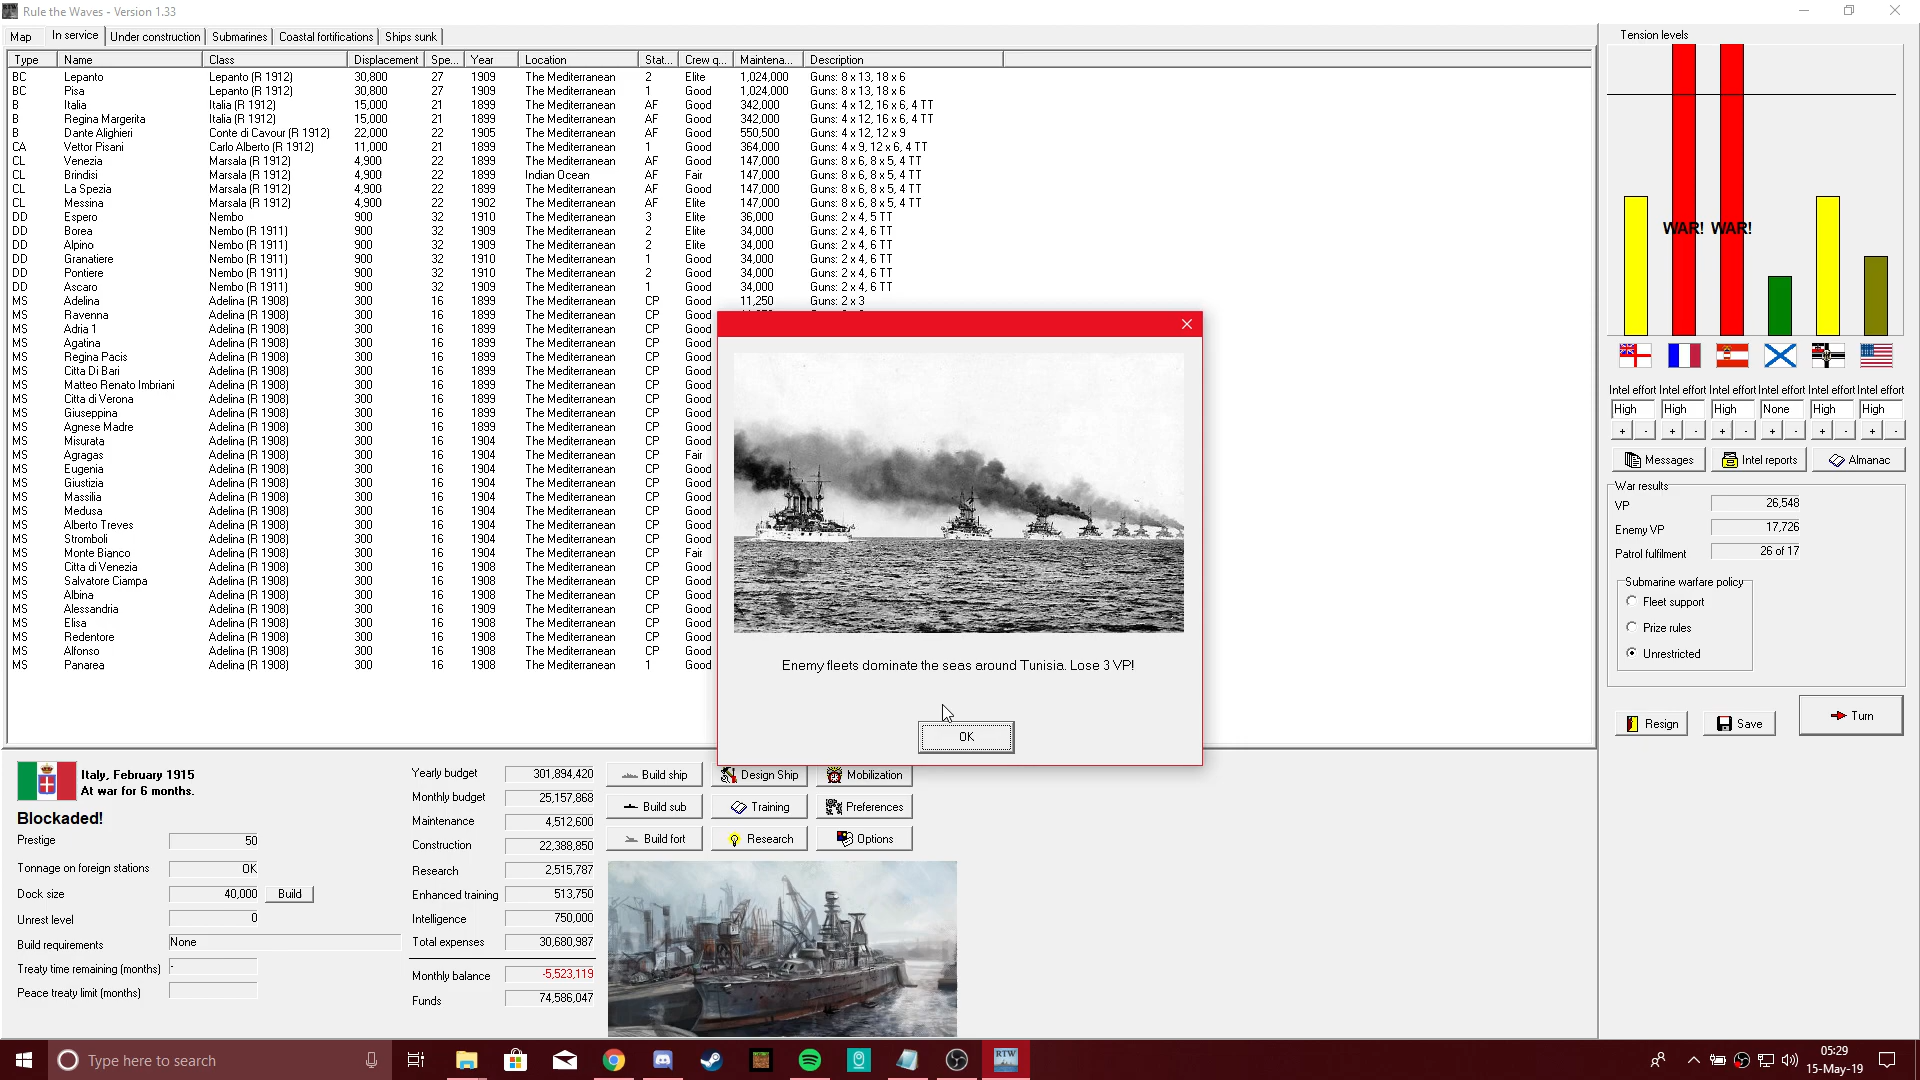 Rule the Waves - Version 1.33
Map In service Under construction Submarines Coastal fortifications Ships sunk
Type Name Class Displacement Spe... Year Location Stat... Crew q... Maintena... Description
BC Lepanto Lepanto (R 1912) 30,800 27 1909 The Mediterranean 2 Elite 1,024,000 Guns: 8 x 13, 18 x 6
BC Pisa Lepanto (R 1912) 30,800 27 1909 The Mediterranean 1 Good 1,024,000 Guns: 8 x 13, 18 x 6
B Italia Italia (R 1912) 15,000 21 1899 The Mediterranean AF Good 342,000 Guns: 4 x 12, 16 x 6, 4 TT
B Regina Margerita Italia (R 1912) 15,000 21 1899 The Mediterranean AF Good 342,000 Guns: 4 x 12, 16 x 6, 4 TT
B Dante Alighieri Conte di Cavour (R 1912) 22,000 22 1905 The Mediterranean AF Good 550,500 Guns: 4 x 12, 12 x 9
CA Vettor Pisani Carlo Alberto (R 1912) 11,000 21 1899 The Mediterranean 1 Good 364,000 Guns: 4 x 9, 12 x 6, 4 TT
CL Venezia Marsala (R 1912) 4,900 22 1899 The Mediterranean AF Good 147,000 Guns: 8 x 6, 8 x 5, 4 TT
CL Brindisi Marsala (R 1912) 4,900 22 1899 Indian Ocean AF Fair 147,000 Guns: 8 x 6, 8 x 5, 4 TT
CL La Spezia Marsala (R 1912) 4,900 22 1899 The Mediterranean AF Good 147,000 Guns: 8 x 6, 8 x 5, 4 TT
CL Messina Marsala (R 1912) 4,900 22 1902 The Mediterranean AF Elite 147,000 Guns: 8 x 6, 8 x 5, 4 TT
DD Espero Nembo 900 32 1910 The Mediterranean 3 Elite 36,000 Guns: 2 x 4, 5 TT
DD Borea Nembo (R 1911) 900 32 1909 The Mediterranean 2 Elite 34,000 Guns: 2 x 4, 6 TT
DD Alpino Nembo (R 1911) 900 32 1909 The Mediterranean 2 Elite 34,000 Guns: 2 x 4, 6 TT
DD Granatiere Nembo (R 1911) 900 32 1910 The Mediterranean 1 Good 34,000 Guns: 2 x 4, 6 TT
DD Pontiere Nembo (R 1911) 900 32 1910 The Mediterranean 2 Good 34,000 Guns: 2 x 4, 6 TT
DD Ascaro Nembo (R 1911) 900 32 1909 The Mediterranean 1 Good 34,000 Guns: 2 x 4, 6 TT
MS Adelina Adelina (R 1908) 300 16 1899 The Mediterranean CP Good 11,250 Guns: 2 x 3
MS Ravenna Adelina (R 1908) 300 16 1899 The Mediterranean CP Good
MS Adria 1 Adelina (R 1908) 300 16 1899 The Mediterranean CP Good
MS Agatina Adelina (R 1908) 300 16 1899 The Mediterranean CP Good
MS Regina Pacis Adelina (R 1908) 300 16 1899 The Mediterranean CP Good
MS Citta Di Bari Adelina (R 1908) 300 16 1899 The Mediterranean CP Good
MS Matteo Renato Imbriani Adelina (R 1908) 300 16 1899 The Mediterranean CP Good
MS Citta di Verona Adelina (R 1908) 300 16 1899 The Mediterranean CP Good
MS Giuseppina Adelina (R 1908) 300 16 1899 The Mediterranean CP Good
MS Agnese Madre Adelina (R 1908) 300 16 1899 The Mediterranean CP Good
MS Misurata Adelina (R 1908) 300 16 1904 The Mediterranean CP Good
MS Agragas Adelina (R 1908) 300 16 1904 The Mediterranean CP Fair
MS Eugenia Adelina (R 1908) 300 16 1904 The Mediterranean CP Good
MS Giustizia Adelina (R 1908) 300 16 1904 The Mediterranean CP Good
MS Massilia Adelina (R 1908) 300 16 1904 The Mediterranean CP Good
MS Medusa Adelina (R 1908) 300 16 1904 The Mediterranean CP Good
MS Alberto Treves Adelina (R 1908) 300 16 1904 The Mediterranean CP Good
MS Stromboli Adelina (R 1908) 300 16 1904 The Mediterranean CP Good
MS Monte Bianco Adelina (R 1908) 300 16 1904 The Mediterranean CP Fair
MS Citta di Venezia Adelina (R 1908) 300 16 1908 The Mediterranean CP Good
MS Salvatore Ciampa Adelina (R 1908) 300 16 1908 The Mediterranean CP Good
MS Albina Adelina (R 1908) 300 16 1908 The Mediterranean CP Good
MS Alessandria Adelina (R 1908) 300 16 1909 The Mediterranean CP Good
MS Elisa Adelina (R 1908) 300 16 1908 The Mediterranean CP Good
MS Redentore Adelina (R 1908) 300 16 1908 The Mediterranean CP Good
MS Alfonso Adelina (R 1908) 300 16 1908 The Mediterranean CP Good
MS Panarea Adelina (R 1908) 300 16 1908 The Mediterranean 1 Good
Enemy fleets dominate the seas around Tunisia. Lose 3 VP!
OK
Tension levels
WAR! WAR!
Intel effort Intel effort Intel effort Intel effort Intel effort Intel effort
High High High None High High
+ - + - + - + - + - + -
Messages Intel reports Almanac
War results
VP 26,548
Enemy VP 17,726
Patrol fulfilment 26 of 17
Submarine warfare policy
Fleet support
Prize rules
Unrestricted
Resign Save Turn
Italy, February 1915
At war for 6 months.
Blockaded!
Prestige 50
Tonnage on foreign stations OK
Dock size 40,000 Build
Unrest level 0
Build requirements None
Treaty time remaining (months) -
Peace treaty limit (months)
Yearly budget 301,894,420
Monthly budget 25,157,868
Maintenance 4,512,600
Construction 22,388,850
Research 2,515,787
Enhanced training 513,750
Intelligence 750,000
Total expenses 30,680,987
Monthly balance -5,523,119
Funds 74,586,047
Build ship Design Ship Mobilization
Build sub Training Preferences
Build fort Research Options
Type here to search
RTW
05:29
15-May-19